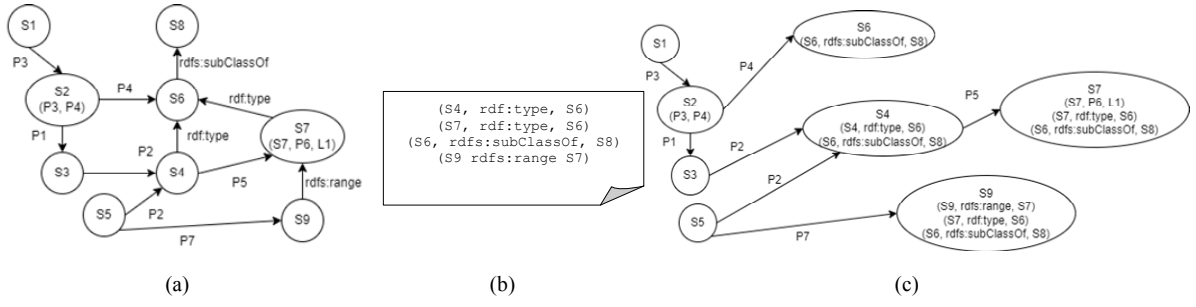 S1
S8
P3
rdfs:subClassOf
S2
(P3, P4)
P4
S6
rdf:type
P1
rdf:type
S7
(S7, P6, L1)
S3
P2
S4
P5
rdfs:range
S5
P2
P7
S9
(a)
(S4, rdf:type, S6)
(S7, rdf:type, S6)
(S6, rdfs:subClassOf, S8)
(S9 rdfs:range S7)
(b)
S1
S6
(S6, rdfs:subClassOf, S8)
P3
P4
S2
(P3, P4)
P1
S4
(S4, rdf:type, S6)
(S6, rdfs:subClassOf, S8)
P5
S7
(S7, P6, L1)
(S7, rdf:type, S6)
(S6, rdfs:subClassOf, S8)
P2
S3
P2
S5
P7
S9
(S9, rdfs:range, S7)
(S7, rdf:type, S6)
(S6, rdfs:subClassOf, S8)
(c)